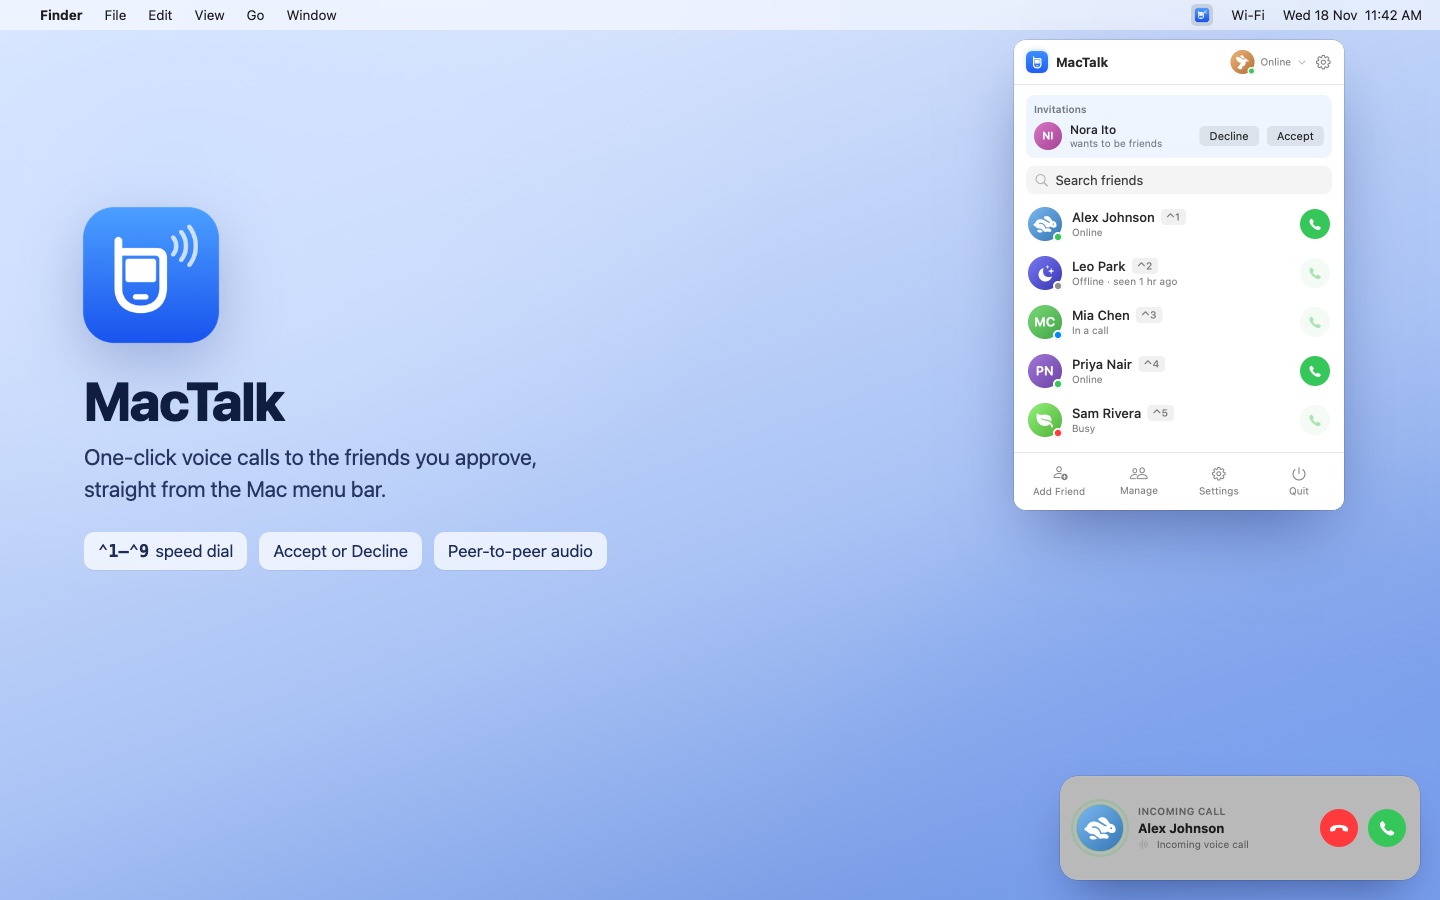 Finder File Edit View Go Window Wi-Fi Wed 18 Nov 11:42 AM
MacTalk Online
Invitations
NI Nora Ito
wants to be friends
Decline Accept
Search friends
Alex Johnson ^1
Online
Leo Park ^2
Offline · seen 1 hr ago
MC Mia Chen ^3
In a call
PN Priya Nair ^4
Online
Sam Rivera ^5
Busy
Add Friend Manage Settings Quit
MacTalk
One-click voice calls to the friends you approve,
straight from the Mac menu bar.
^1–^9 speed dial Accept or Decline Peer-to-peer audio
INCOMING CALL
Alex Johnson
Incoming voice call